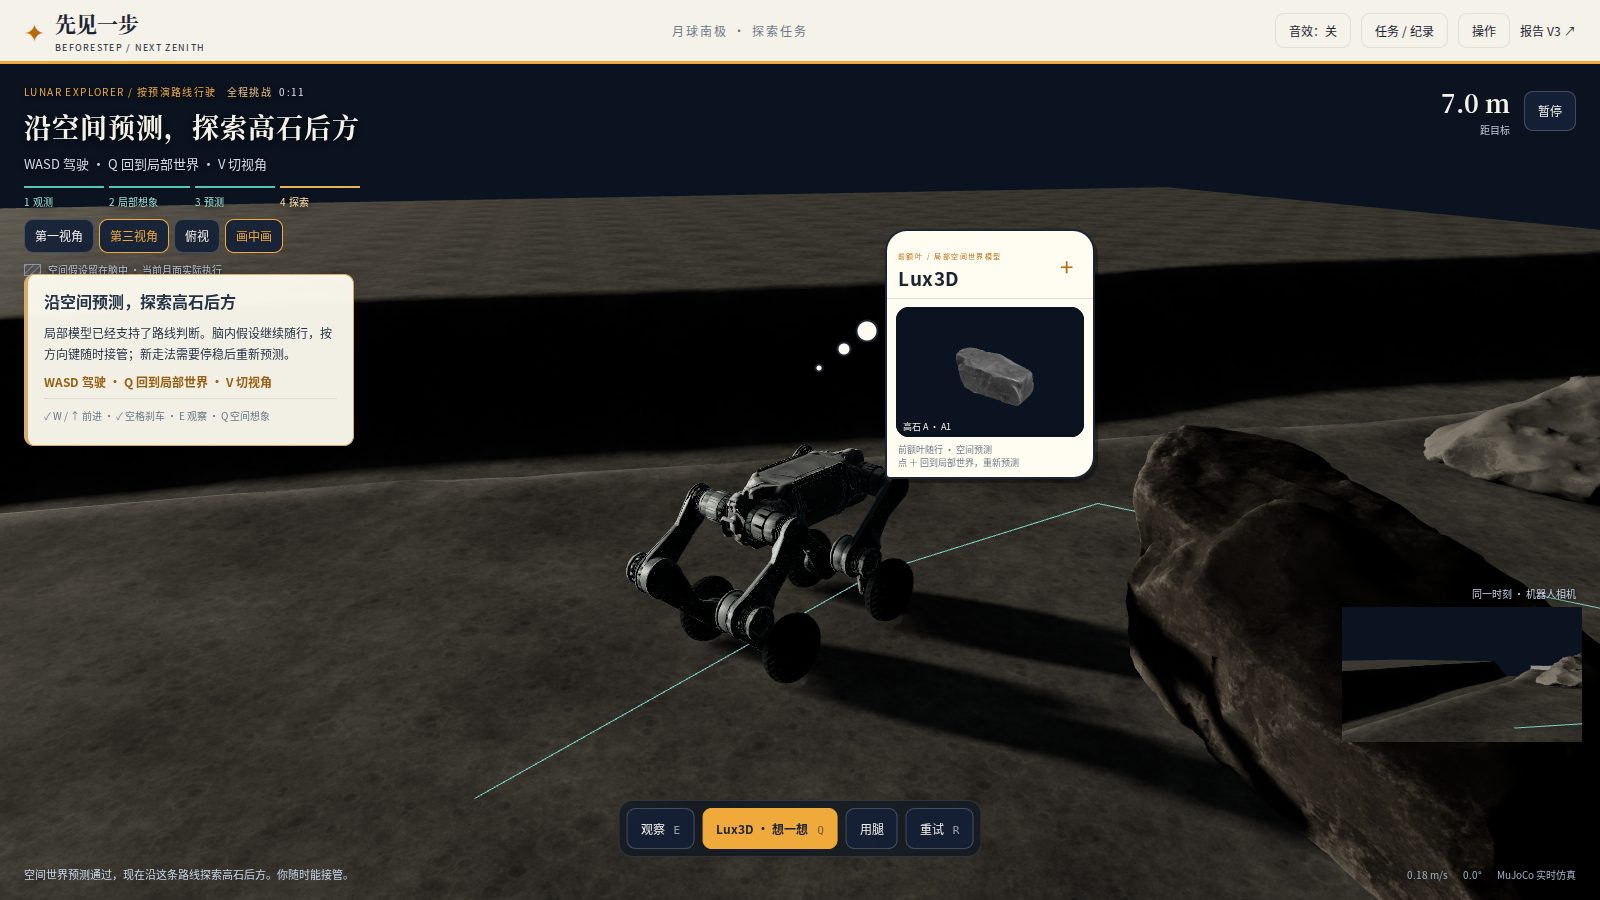 先见一步
BEFORESTEP / NEXT ZENITH
月球南极 · 探索任务
音效：关
任务 / 纪录
操作
报告 V3 ↗
LUNAR EXPLORER / 按预演路线行驶 全程挑战 0:11
沿空间预测，探索高石后方
WASD 驾驶 · Q 回到局部世界 · V 切视角
1 观测
2 局部想象
3 预测
4 探索
第一视角
第三视角
俯视
画中画
空间假设留在脑中 · 当前月面实际执行
7.0 m
距目标
暂停
沿空间预测，探索高石后方
局部模型已经支持了路线判断。脑内假设继续随行，按
方向键随时接管；新走法需要停稳后重新预测。
WASD 驾驶 · Q 回到局部世界 · V 切视角
✓ W / ↑ 前进 · ✓ 空格刹车 · E 观察 · Q 空间想象
前额叶 / 局部空间世界模型
Lux3D
+
高石 A · A1
前额叶随行 · 空间预测
点 ＋ 回到局部世界，重新预测
同一时刻 · 机器人相机
观察 E
Lux3D · 想一想 Q
用腿
重试 R
空间世界预测通过，现在沿这条路线探索高石后方。你随时能接管。
0.18 m/s 0.0° MuJoCo 实时仿真